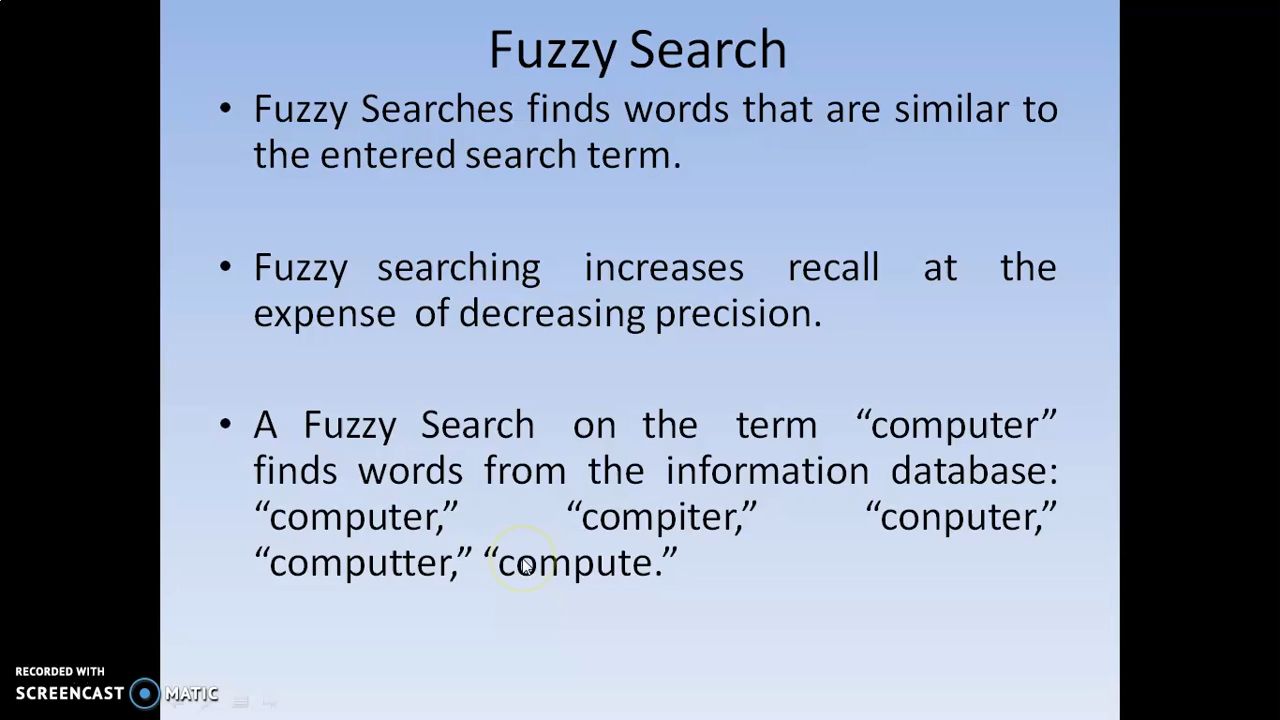 Fuzzy Search
• Fuzzy Searches finds words that are similar to
the entered search term.
• Fuzzy searching increases recall at the
expense of decreasing precision.
• A Fuzzy Search on the term “computer”
finds words from the information database:
“computer,” “compiter,” “conputer,”
“computter,” “compute.”
RECORDED WITH
SCREENCAST MATIC